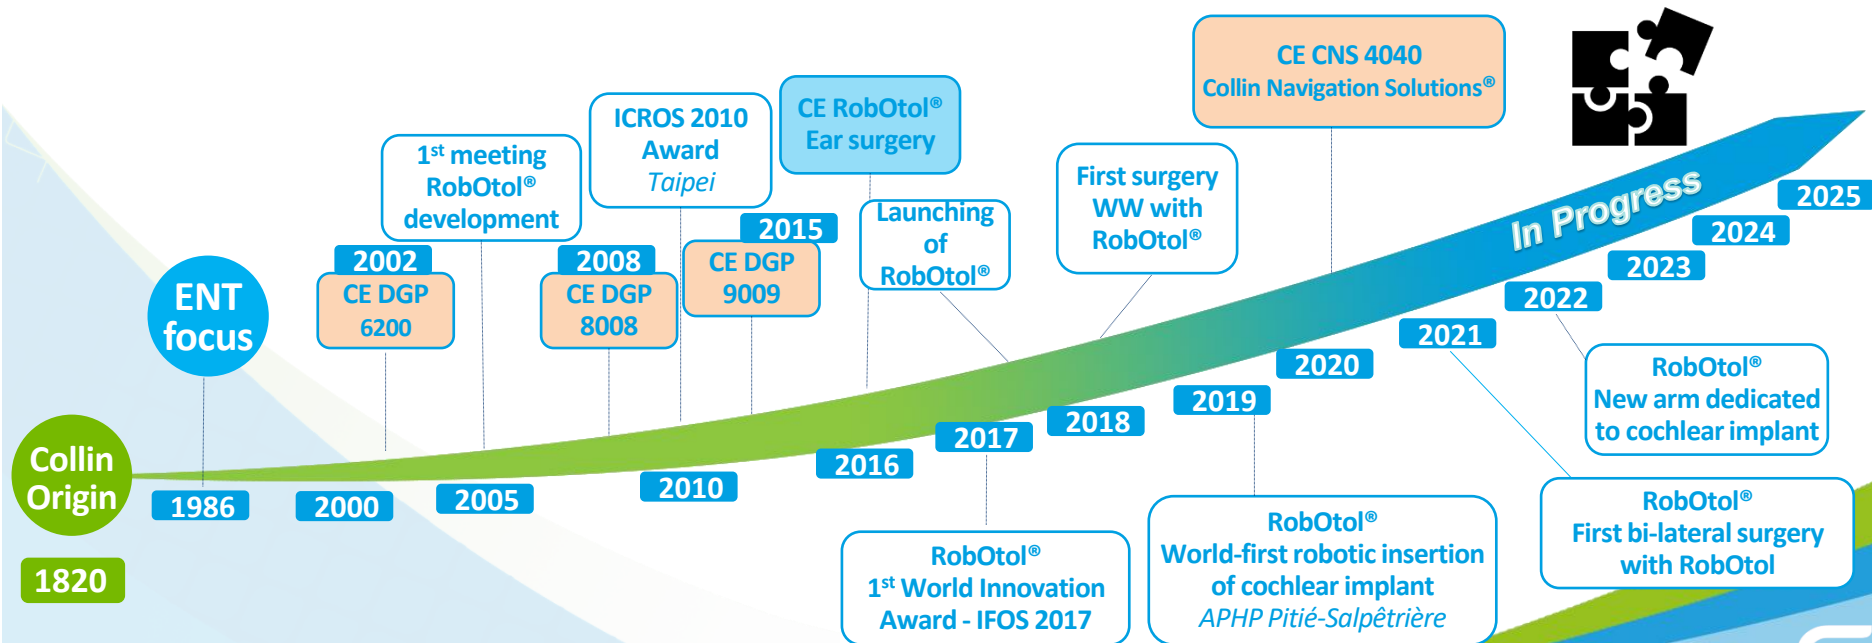 Collin
Origin
1820
ENT
focus
1986
2000
2002
CE DGP
6200
1st meeting
RobOtol®
development
2005
2008
CE DGP
8008
ICROS 2010
Award
Taipei
2010
2015
CE DGP
9009
CE RobOtol®
Ear surgery
2016
Launching
of
RobOtol®
2017
RobOtol®
1st World Innovation
Award - IFOS 2017
First surgery
WW with
RobOtol®
2018
2019
RobOtol®
World-first robotic insertion
of cochlear implant
APHP Pitié-Salpêtrière
CE CNS 4040
Collin Navigation Solutions®
2020
2021
RobOtol®
First bi-lateral surgery
with RobOtol
2022
RobOtol®
New arm dedicated
to cochlear implant
In Progress
2023
2024
2025